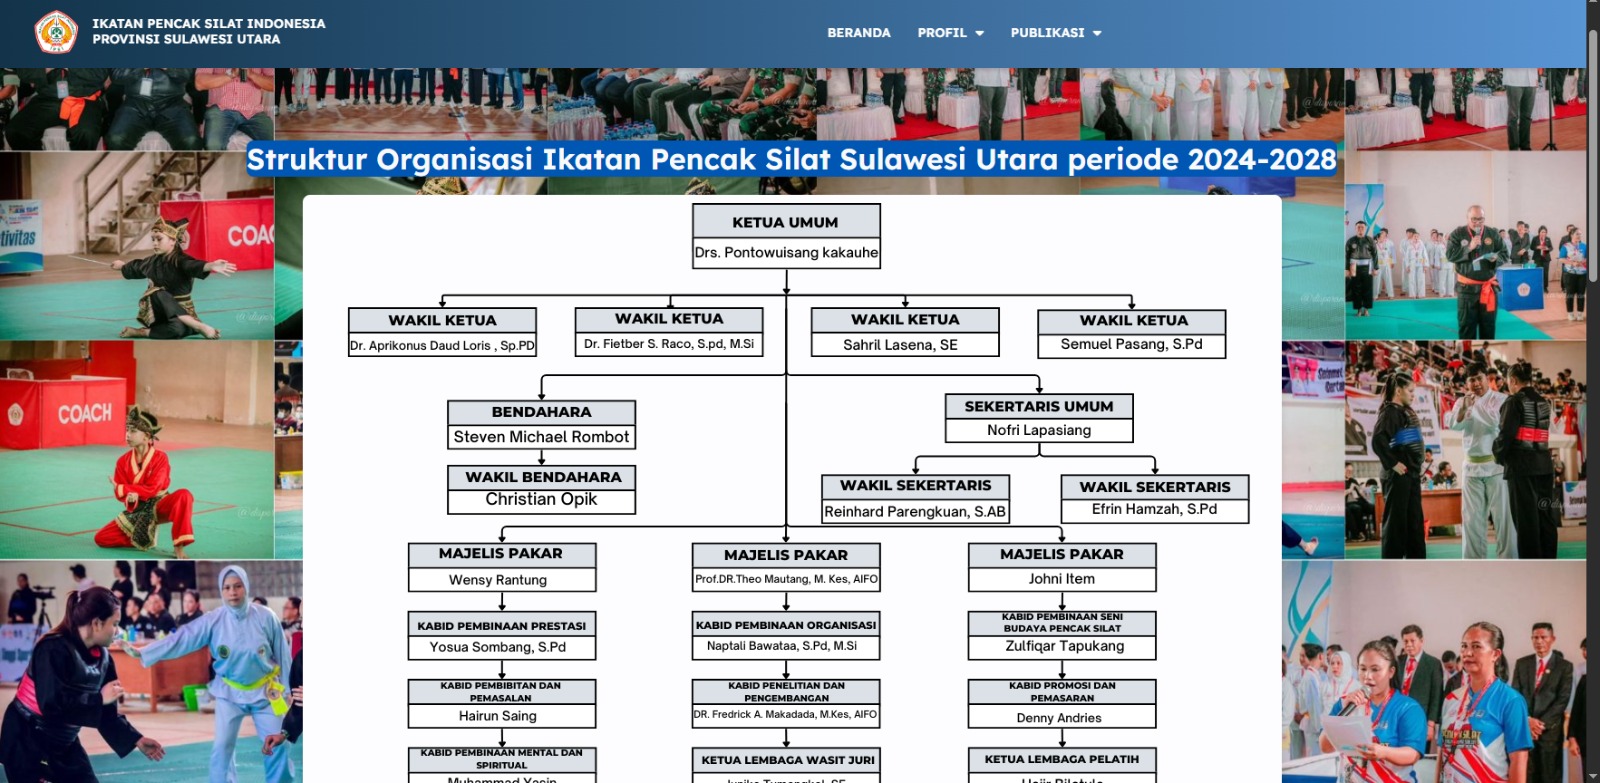 IKATAN PENCAK SILAT INDONESIA
PROVINSI SULAWESI UTARA
BERANDA
PROFIL
PUBLIKASI
Struktur Organisasi Ikatan Pencak Silat Sulawesi Utara periode 2024-2028
KETUA UMUM
Drs. Pontowuisang kakauhe
WAKIL KETUA
Dr. Aprikonus Daud Loris , Sp.PD
WAKIL KETUA
Dr. Fietber S. Raco, S.pd, M.Si
WAKIL KETUA
Sahril Lasena, SE
WAKIL KETUA
Semuel Pasang, S.Pd
BENDAHARA
Steven Michael Rombot
SEKERTARIS UMUM
Nofri Lapasiang
WAKIL BENDAHARA
Christian Opik
WAKIL SEKERTARIS
Reinhard Parengkuan, S.AB
WAKIL SEKERTARIS
Efrin Hamzah, S.Pd
MAJELIS PAKAR
Wensy Rantung
MAJELIS PAKAR
Prof.DR.Theo Mautang, M. Kes, AIFO
MAJELIS PAKAR
Johni Item
KABID PEMBINAAN PRESTASI
Yosua Sombang, S.Pd
KABID PEMBINAAN ORGANISASI
Naptali Bawataa, S.Pd, M.Si
KABID PEMBINAAN SENI
BUDAYA PENCAK SILAT
Zulfiqar Tapukang
KABID PEMBIBITAN DAN
PEMASALAN
Hairun Saing
KABID PENELITIAN DAN
PENGEMBANGAN
DR. Fredrick A. Makadada, M.Kes, AIFO
KABID PROMOSI DAN
PEMASARAN
Denny Andries
KABID PEMBINAAN MENTAL DAN
SPIRITUAL
Muhammad Yasin
KETUA LEMBAGA WASIT JURI
KETUA LEMBAGA PELATIH
COACH
COACH